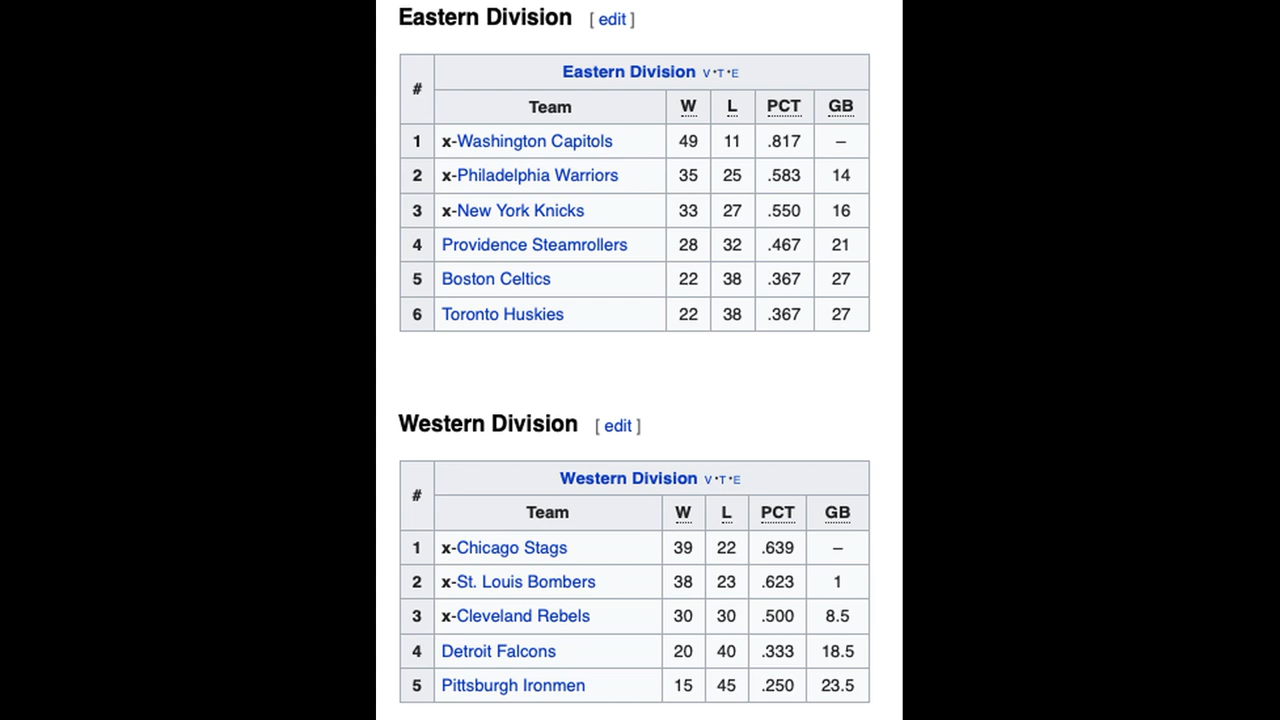 Eastern Division [ edit ]
# Eastern Division V•T•E
Team W L PCT GB
1 x-Washington Capitols 49 11 .817 –
2 x-Philadelphia Warriors 35 25 .583 14
3 x-New York Knicks 33 27 .550 16
4 Providence Steamrollers 28 32 .467 21
5 Boston Celtics 22 38 .367 27
6 Toronto Huskies 22 38 .367 27
Western Division [ edit ]
# Western Division V•T•E
Team W L PCT GB
1 x-Chicago Stags 39 22 .639 –
2 x-St. Louis Bombers 38 23 .623 1
3 x-Cleveland Rebels 30 30 .500 8.5
4 Detroit Falcons 20 40 .333 18.5
5 Pittsburgh Ironmen 15 45 .250 23.5